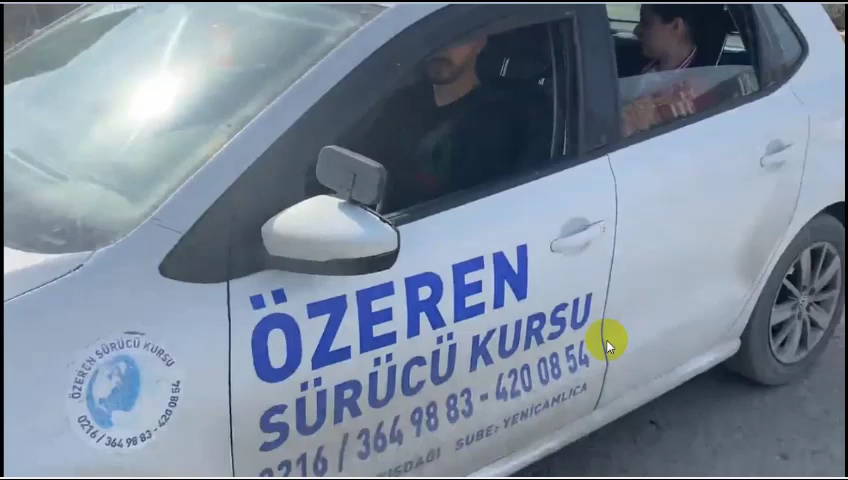 ÖZEREN
SÜRÜCÜ KURSU
0216 / 364 98 83 - 420 08 54
ŞUBE: YENİÇAMLICA
ÖZEREN SÜRÜCÜ KURSU
0216 / 364 98 83 - 420 08 54